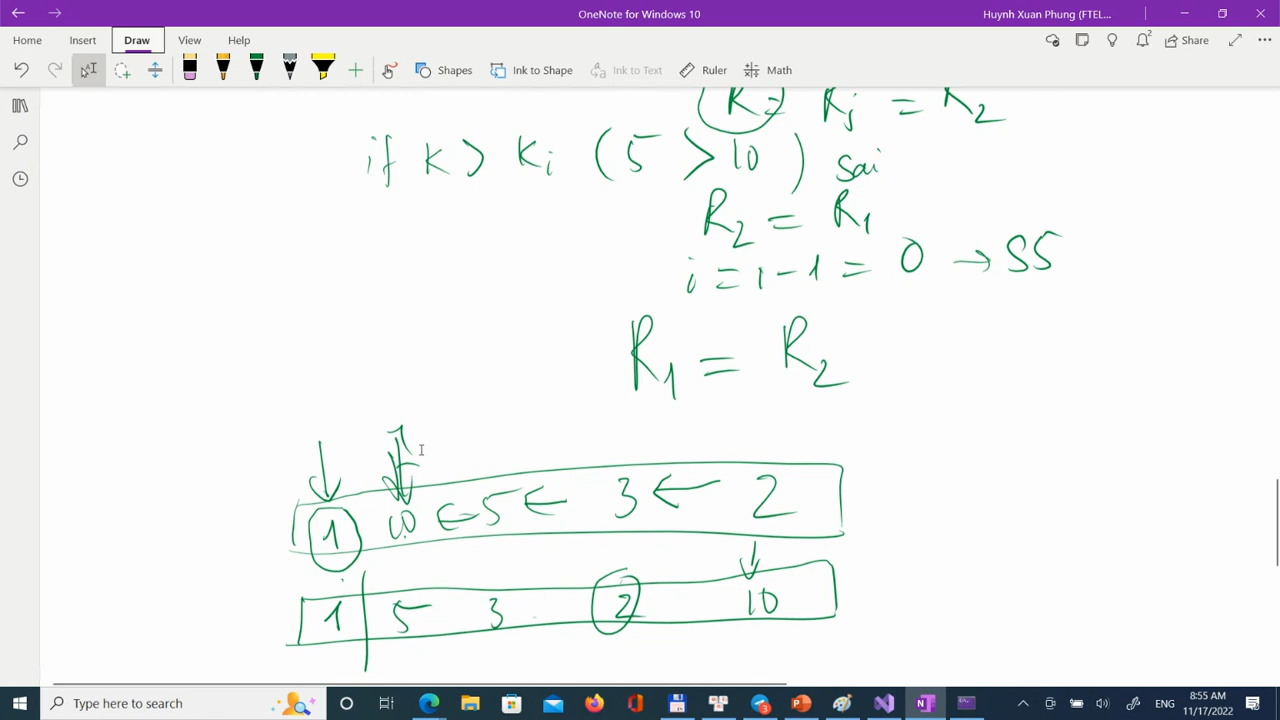 OneNote for Windows 10
Huynh Xuan Phung (FTEL...
Home Insert Draw View Help
Share
Shapes
Ink to Shape
Ink to Text
Ruler
Math
= R2
if K > Ki (5 > 10) sai
R2 = R1
i = 1 - 1 = 0 → S5
R1 = R2
1 10 ← 5 ← 3 ← 2
1 5 3 2 10
Type here to search
ENG
8:55 AM
11/17/2022